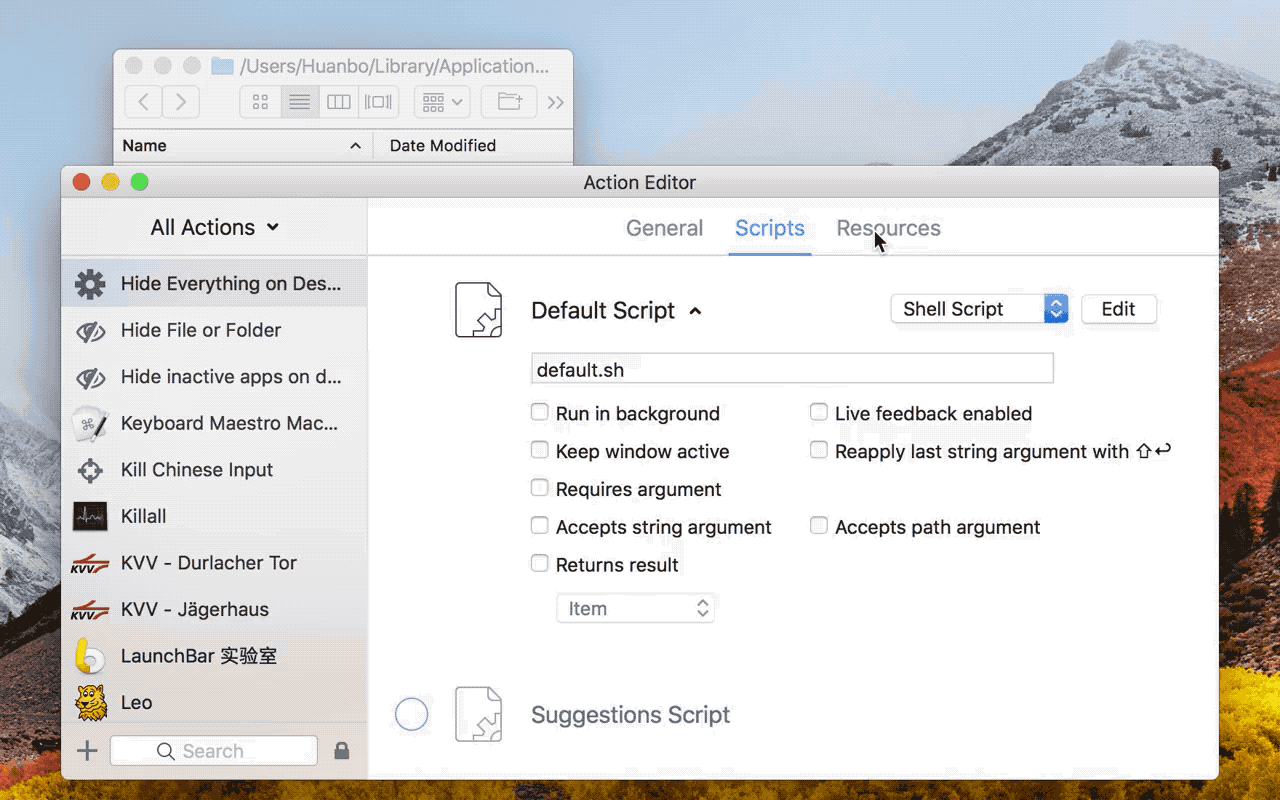 /Users/Huanbo/Library/Application...
Name
Date Modified
Action Editor
All Actions
General
Scripts
Resources
Hide Everything on Des...
Hide File or Folder
Hide inactive apps on d...
Keyboard Maestro Mac...
Kill Chinese Input
Killall
KVV KVV - Durlacher Tor
KVV KVV - Jägerhaus
LaunchBar 实验室
Leo
Search
Default Script
Shell Script
Edit
default.sh
Run in background
Live feedback enabled
Keep window active
Reapply last string argument with ⇧↩
Requires argument
Accepts string argument
Accepts path argument
Returns result
Item
Suggestions Script